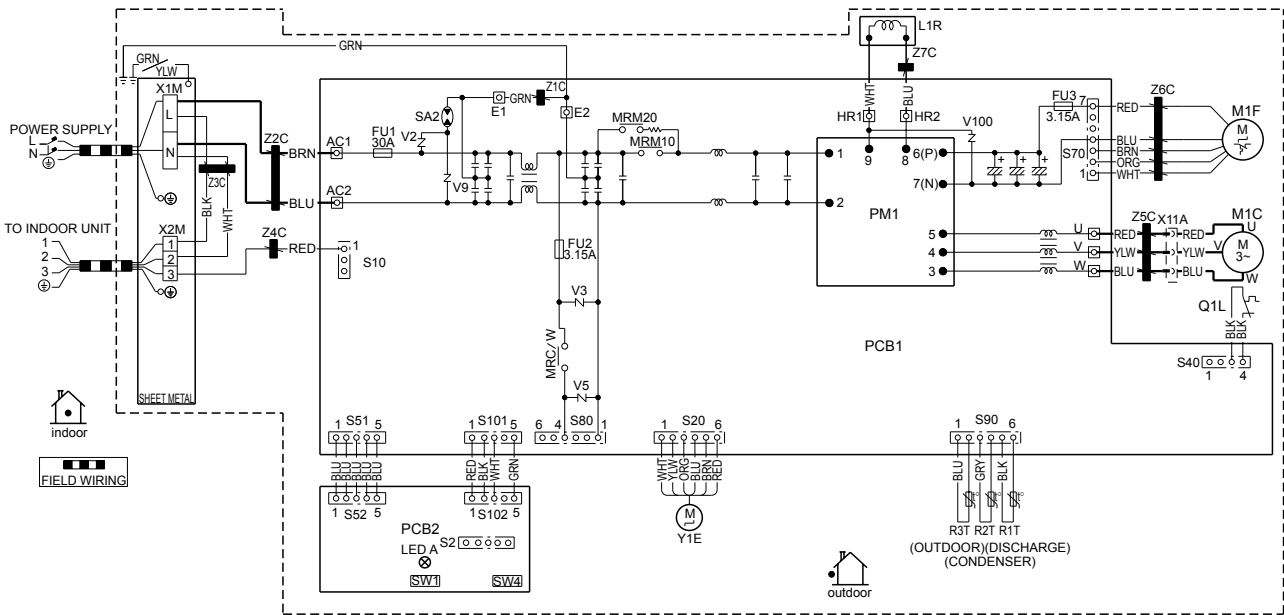 L1R
Z7C
GRN
GRN
YLW
X1M
L
N
POWER SUPPLY
L
N
Z3C
BLK
WHT
X2M
1
2
3
TO INDOOR UNIT
1
2
3
SHEET METAL
indoor
FIELD WIRING
Z2C
BRN
BLU
Z4C
RED
AC1
AC2
1
S10
FU1
30A
V2
SA2
V9
E1
GRN
Z1C
E2
MRM20
MRM10
FU2
3.15A
V3
MRC/W
V5
WHT
BLU
HR1
HR2
V100
1
2
9
8
6(P)
7(N)
PM1
5
4
3
FU3
3.15A
7
S70
1
RED
BLU
BRN
ORG
WHT
Z6C
M1F
M
U
V
W
RED
YLW
BLU
Z5C
X11A
RED
YLW
BLU
M1C
U
V
W
M
3~
Q1L
BLK
BLK
S40
1
4
PCB1
1 S51 5
BLU
BLU
BLU
BLU
BLU
1 S52 5
1 S101 5
RED
BLK
WHT
GRN
1 S102 5
PCB2
LED A
S2
SW1
SW4
6 4 S80 1
1 S20 6
WHT
YLW
ORG
BLU
BRN
RED
M
Y1E
1 S90 6
BLU
GRY
BLK
t°
t°
t°
R3T R2T R1T
(OUTDOOR)(DISCHARGE)
(CONDENSER)
outdoor